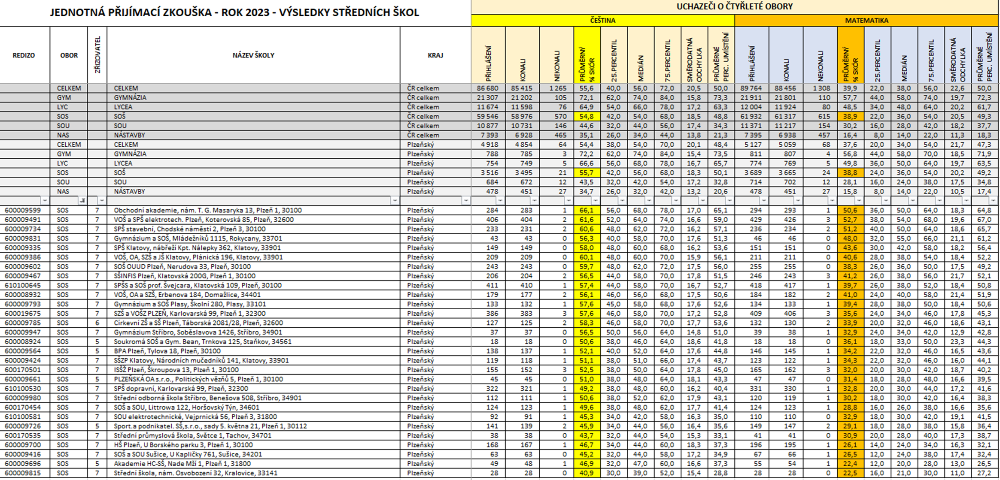 JEDNOTNÁ PŘIJÍMACÍ ZKOUŠKA - ROK 2023 - VÝSLEDKY STŘEDNÍCH ŠKOL
UCHAZEČI O ČTYŘLETÉ OBORY
ČEŠTINA MATEMATIKA
REDIZO OBOR ZŘIZOVATEL NÁZEV ŠKOLY KRAJ PŘIHLÁŠENÍ KONALI NEKONALI PRŮMĚRNÝ % SKÓR 25.PERCENTIL MEDIÁN 75.PERCENTIL SMĚRODATNÁ ODCHYLKA PRŮMĚRNÉ PERC. UMÍSTĚNÍ PŘIHLÁŠENÍ KONALI NEKONALI PRŮMĚRNÝ % SKÓR 25.PERCENTIL MEDIÁN 75.PERCENTIL SMĚRODATNÁ ODCHYLKA PRŮMĚRNÉ PERC. UMÍSTĚNÍ
CELKEM CELKEM ČR celkem 86 680 85 415 1 265 55,6 40,0 56,0 72,0 20,5 50,0 89 764 88 456 1 308 39,9 22,0 38,0 56,0 22,6 50,0
GYM GYMNÁZIA ČR celkem 21 307 21 202 105 72,1 62,0 74,0 84,0 15,8 73,3 21 911 21 801 110 57,7 44,0 58,0 74,0 19,7 72,3
LYC LYCEA ČR celkem 11 674 11 598 76 64,9 54,0 66,0 78,0 17,2 63,3 12 004 11 924 80 48,5 34,0 48,0 64,0 20,2 61,7
SOS SOŠ ČR celkem 59 546 58 976 570 54,8 42,0 54,0 68,0 18,5 48,8 61 932 61 317 615 38,9 22,0 36,0 54,0 20,5 49,3
SOU SOU ČR celkem 10 877 10 731 146 44,6 32,0 44,0 56,0 17,4 34,3 11 371 11 217 154 30,2 16,0 28,0 42,0 18,2 37,7
NAS NÁSTAVBY ČR celkem 7 393 6 928 465 35,1 26,0 34,0 44,0 13,8 21,3 7 395 6 938 457 16,4 8,0 14,0 22,0 11,3 18,3
CELKEM CELKEM Plzeňský 4 918 4 854 64 54,4 38,0 54,0 70,0 20,1 48,4 5 127 5 059 68 37,6 20,0 34,0 54,0 21,7 47,3
GYM GYMNÁZIA Plzeňský 788 785 3 72,2 62,0 74,0 84,0 15,4 73,5 811 807 4 56,8 44,0 58,0 70,0 18,5 71,9
LYC LYCEA Plzeňský 754 749 5 66,6 56,0 68,0 78,0 16,7 65,7 774 769 5 49,8 36,0 50,0 64,0 19,7 63,5
SOS SOŠ Plzeňský 3 516 3 495 21 55,7 42,0 56,0 68,0 18,3 50,1 3 689 3 665 24 38,8 24,0 36,0 54,0 20,2 49,2
SOU SOU Plzeňský 684 672 12 43,5 32,0 42,0 54,0 17,2 32,8 714 702 12 28,1 16,0 24,0 38,0 17,5 34,8
NAS NÁSTAVBY Plzeňský 478 451 27 34,7 26,0 32,0 42,0 13,2 20,6 478 451 27 15,8 8,0 14,0 22,0 10,5 17,4
600009599 SOS 7 Obchodní akademie, nám. T. G. Masaryka 13, Plzeň 1, 30100 Plzeňský 284 283 1 66,1 56,0 68,0 78,0 17,0 65,1 294 293 1 50,6 36,0 50,0 64,0 18,3 64,8
600009491 SOS 7 VOŠ a SPŠ elektrotech. Plzeň, Koterovská 85, Plzeň, 32600 Plzeňský 406 404 2 61,6 52,0 64,0 74,0 16,6 59,0 429 426 3 52,7 38,0 54,0 68,0 19,6 67,0
600009734 SOS 7 SPŠ stavební, Chodské náměstí 2, Plzeň 3, 30100 Plzeňský 233 231 2 60,6 48,0 62,0 72,0 16,2 57,1 236 234 2 51,2 40,0 50,0 64,0 18,6 65,7
600009831 SOS 7 Gymnázium a SOŠ, Mládežníků 1115, Rokycany, 33701 Plzeňský 43 43 0 56,3 40,0 58,0 70,0 17,6 51,3 46 46 0 48,0 32,0 55,0 66,0 21,1 61,2
600009335 SOS 7 SPŠ Klatovy, nábřeží Kpt. Nálepky 362, Klatovy, 33901 Plzeňský 149 149 0 58,0 48,0 60,0 68,0 16,2 53,6 151 151 0 43,6 30,0 42,0 58,0 18,2 56,4
600009386 SOS 7 VOŠ, OA, SZŠ a JŠ Klatovy, Plánická 196, Klatovy, 33901 Plzeňský 209 209 0 60,1 48,0 60,0 70,0 15,9 56,1 211 211 0 40,6 28,0 38,0 54,0 18,4 52,2
600009602 SOS 7 SOŠ OUUD Plzeň, Nerudova 33, Plzeň, 30100 Plzeňský 243 243 0 59,7 48,0 62,0 72,0 17,5 56,0 255 255 0 38,3 26,0 36,0 50,0 17,5 49,2
600009467 SOS 7 SŠINFIS Plzeň, Klatovská 200G, Plzeň 1, 30100 Plzeňský 206 204 2 56,5 44,0 58,0 70,0 17,8 51,5 246 243 3 41,2 26,0 38,0 56,0 21,7 52,1
610100645 SOS 7 SPŠS a SOŠ prof. Švejcara, Klatovská 109, Plzeň, 30100 Plzeňský 411 410 1 57,4 44,0 58,0 70,0 16,7 52,7 418 417 1 39,7 26,0 38,0 52,0 18,4 50,8
600008932 SOS 7 VOŠ, OA a SZŠ, Erbenova 184, Domažlice, 34401 Plzeňský 179 177 2 56,1 46,0 56,0 68,0 17,5 50,6 184 182 2 41,0 24,0 40,0 58,0 21,4 51,9
600009793 SOS 7 Gymnázium a SOŠ Plasy, Školní 280, Plasy, 33101 Plzeňský 133 132 1 57,6 45,0 58,0 68,0 17,6 52,6 134 133 1 39,4 28,0 38,0 50,0 18,4 50,6
600019675 SOS 7 SZŠ a VOŠZ PLZEŇ, Karlovarská 99, Plzeň 1, 32300 Plzeňský 386 383 3 57,6 46,0 58,0 70,0 17,2 52,8 409 406 3 35,6 24,0 34,0 46,0 17,8 45,3
600009785 SOS 6 Církevní ZŠ a SŠ Plzeň, Táborská 2081/28, Plzeň, 32600 Plzeňský 127 125 2 58,3 46,0 58,0 70,0 17,7 53,6 132 130 2 33,9 20,0 32,0 46,0 18,6 43,1
600009947 SOS 7 Gymnázium Stříbro, Soběslavova 1426, Stříbro, 34901 Plzeňský 37 37 0 56,5 50,0 56,0 64,0 14,8 51,0 39 38 1 32,9 24,0 34,0 42,0 12,9 42,8
600008924 SOS 5 Soukromá SOŠ a Gym. Bean, Trnkova 125, Staňkov, 34561 Plzeňský 18 18 0 50,6 38,0 46,0 64,0 18,6 41,8 18 18 0 36,1 18,0 33,0 50,0 23,3 44,3
600009564 SOS 5 BPA Plzeň, Tylova 18, Plzeň, 30100 Plzeňský 138 137 1 52,1 40,0 52,0 64,0 17,6 44,8 146 145 1 34,2 22,0 32,0 46,0 16,5 43,6
600009424 SOS 7 SŠZP Klatovy, Národních mučedníků 141, Klatovy, 33901 Plzeňský 119 118 1 51,1 38,0 51,0 66,0 17,4 43,7 123 122 1 34,3 22,0 32,0 46,0 16,0 44,1
600170501 SOS 7 ISŠŽ Plzeň, Škroupova 13, Plzeň 1, 30100 Plzeňský 155 152 3 52,5 38,0 50,0 64,0 17,8 45,0 165 162 3 32,0 20,0 30,0 42,0 18,7 40,2
600009661 SOS 5 PLZEŇSKÁ OA s.r.o., Politických vězňů 5, Plzeň 1, 30100 Plzeňský 45 45 0 51,0 38,0 48,0 64,0 18,1 43,3 47 47 0 31,4 18,0 28,0 48,0 16,6 39,5
610100530 SOS 7 SPŠ dopravní, Karlovarská 99, Plzeň, 32300 Plzeňský 322 321 1 49,2 38,0 48,0 60,0 16,2 40,4 331 330 1 32,8 20,0 30,0 44,0 17,2 41,6
600009980 SOS 7 Střední odborná škola Stříbro, Benešova 508, Stříbro, 34901 Plzeňský 112 111 1 50,6 38,0 52,0 62,0 17,9 43,1 120 119 1 30,2 18,0 30,0 42,0 16,4 38,3
600170454 SOS 7 SOŠ a SOU, Littrowa 122, Horšovský Týn, 34601 Plzeňský 124 123 1 49,6 38,0 48,0 62,0 17,7 41,4 124 123 1 28,8 16,0 26,0 38,0 16,6 35,6
610100581 SOS 7 SOU elektrotechnické, Vejprnická 56, Plzeň 3, 31800 Plzeňský 92 91 1 45,3 34,0 42,0 58,0 16,3 35,0 110 110 0 32,9 18,0 30,0 42,0 19,1 41,5
600009726 SOS 5 Sport.a podnikatel. SŠ,s.r.o., sady 5. května 21, Plzeň 1, 30112 Plzeňský 141 139 2 45,9 34,0 44,0 56,0 16,4 35,6 149 147 2 29,1 18,0 28,0 38,0 15,8 36,4
600170535 SOS 7 Střední průmyslová škola, Světce 1, Tachov, 34701 Plzeňský 38 38 0 43,7 32,0 44,0 54,0 15,3 33,1 41 41 0 30,9 20,0 28,0 40,0 17,3 38,7
600009700 SOS 7 HŠ Plzeň, U Borského parku 3, Plzeň 1, 30100 Plzeňský 168 167 1 46,7 34,0 44,0 60,0 18,3 37,3 196 195 1 26,1 14,0 24,0 34,0 16,3 32,1
600009416 SOS 7 SOŠ a SOU Sušice, U Kapličky 761, Sušice, 34201 Plzeňský 63 63 0 45,2 32,0 44,0 58,0 17,2 34,9 67 66 1 26,5 12,0 24,0 38,0 17,4 32,4
600009696 SOS 5 Akademie HC-SŠ, Nade Mží 1, Plzeň 1, 31800 Plzeňský 49 48 1 46,9 32,0 47,0 60,0 16,6 37,3 55 54 1 22,4 12,0 20,0 28,0 13,0 26,5
600009815 SOS 7 Střední škola, nám. Osvobození 32, Kralovice, 33141 Plzeňský 28 28 0 40,9 30,0 39,0 52,0 15,4 28,8 28 28 0 22,5 16,0 21,0 30,0 11,0 27,2